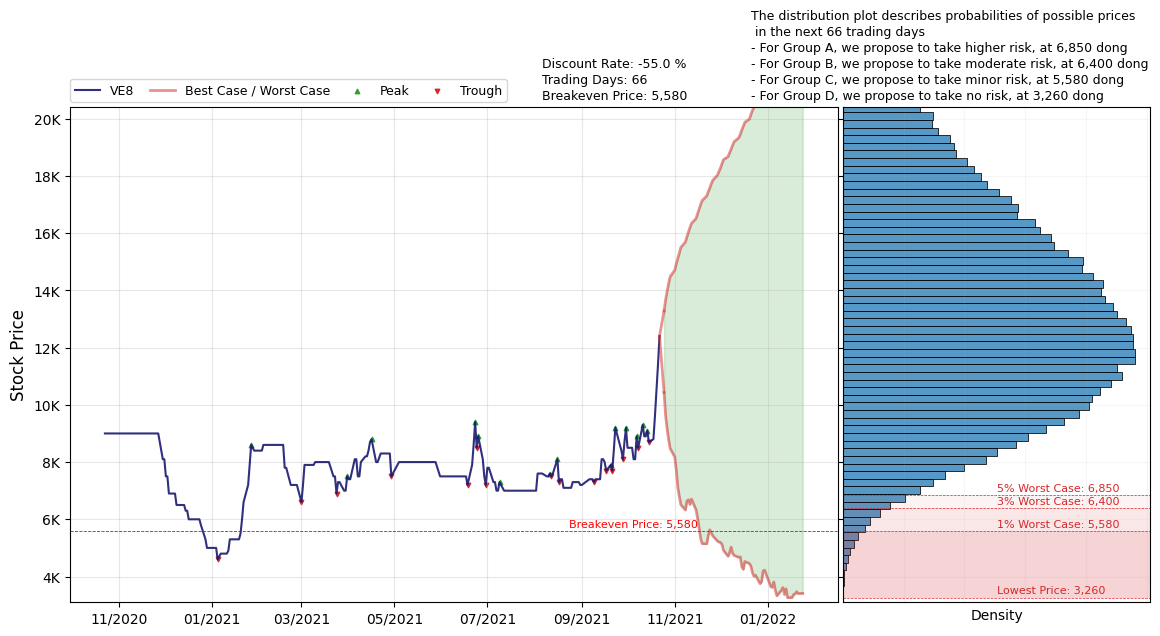 The distribution plot describes probabilities of possible prices
in the next 66 trading days
- For Group A, we propose to take higher risk, at 6,850 dong
- For Group B, we propose to take moderate risk, at 6,400 dong
- For Group C, we propose to take minor risk, at 5,580 dong
- For Group D, we propose to take no risk, at 3,260 dong
Discount Rate: -55.0 %
Trading Days: 66
Breakeven Price: 5,580
VE8 Best Case / Worst Case Peak Trough
Stock Price
20K
18K
16K
14K
12K
10K
8K
6K
4K
Breakeven Price: 5,580
5% Worst Case: 6,850
3% Worst Case: 6,400
1% Worst Case: 5,580
Lowest Price: 3,260
11/2020 01/2021 03/2021 05/2021 07/2021 09/2021 11/2021 01/2022
Density